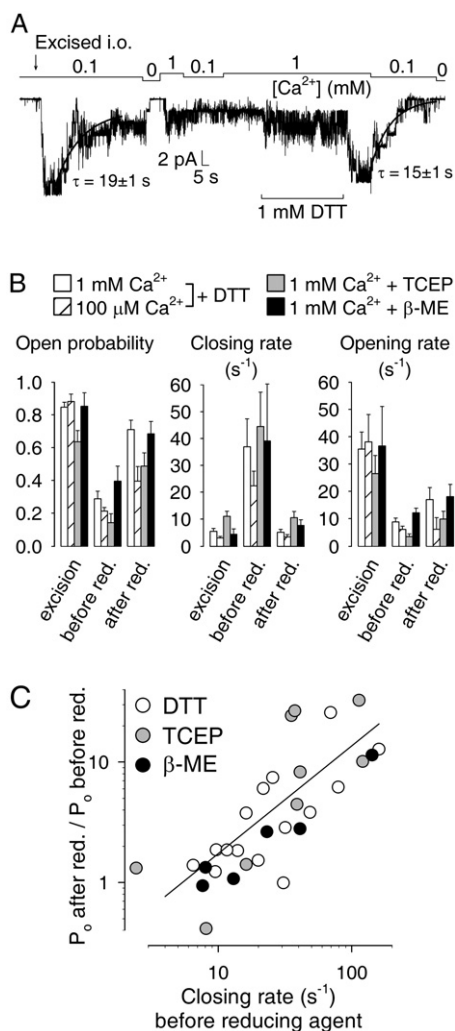 A
Excised i.o.
0.1 0 1 0.1 1 0.1 0
[Ca²⁺] (mM)
2 pA
5 s
τ = 19±1 s
τ = 15±1 s
1 mM DTT
B
1 mM Ca²⁺
100 μM Ca²⁺
+ DTT
1 mM Ca²⁺ + TCEP
1 mM Ca²⁺ + β-ME
Open probability
1.0
0.8
0.6
0.4
0.2
0.0
excision
before red.
after red.
Closing rate
(s⁻¹)
60
50
40
30
20
10
0
excision
before red.
after red.
Opening rate
(s⁻¹)
60
50
40
30
20
10
0
excision
before red.
after red.
C
DTT
TCEP
β-ME
Pₒ after red. / Pₒ before red.
10
1
10 100
Closing rate (s⁻¹)
before reducing agent